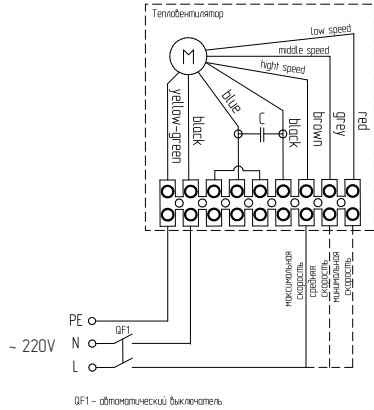 Тепловентилятор
low speed
middle speed
hight speed
M
yellow-green
black
blue
C
black
brown
grey
red
максимальная скорость
средняя скорость
минимальная скорость
PE
QF1
~ 220V
N
L
QF1 - автоматический выключатель.